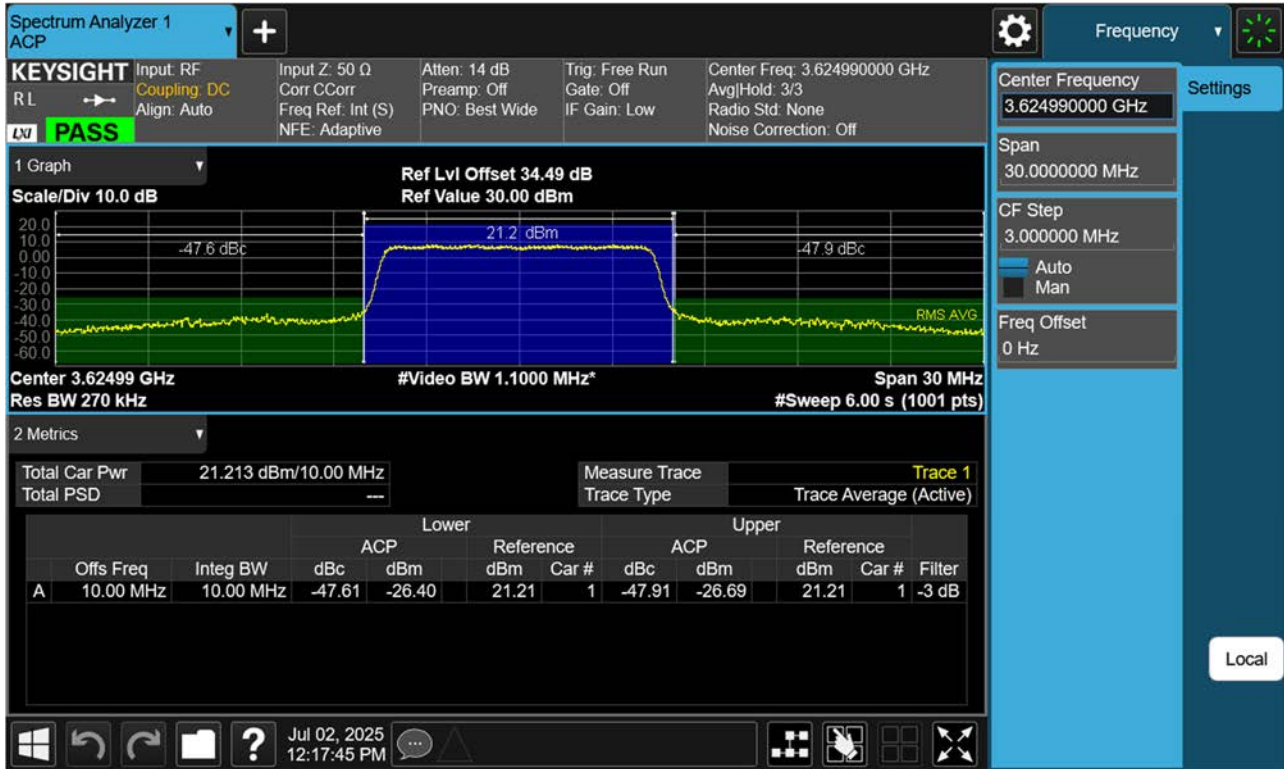 Spectrum Analyzer 1
ACP
Frequency
KEYSIGHT Input: RF Input Z: 50 Ω Atten: 14 dB Trig: Free Run Center Freq: 3.624990000 GHz
RL Coupling: DC Corr CCorr Preamp: Off Gate: Off Avg|Hold: 3/3
Align: Auto Freq Ref: Int (S) PNO: Best Wide IF Gain: Low Radio Std: None
LXI PASS NFE: Adaptive Noise Correction: Off
1 Graph
Ref Lvl Offset 34.49 dB
Scale/Div 10.0 dB Ref Value 30.00 dBm
20.0
10.0
0.00
-10.0
-20.0
-30.0
-40.0
-50.0
-60.0
-47.6 dBc 21.2 dBm -47.9 dBc
RMS AVG
Center 3.62499 GHz #Video BW 1.1000 MHz* Span 30 MHz
Res BW 270 kHz #Sweep 6.00 s (1001 pts)
2 Metrics
Total Car Pwr 21.213 dBm/10.00 MHz Measure Trace Trace 1
Total PSD --- Trace Type Trace Average (Active)
Lower Upper
ACP Reference ACP Reference
Offs Freq Integ BW dBc dBm dBm Car # dBc dBm dBm Car # Filter
A 10.00 MHz 10.00 MHz -47.61 -26.40 21.21 1 -47.91 -26.69 21.21 1 -3 dB
Jul 02, 2025
12:17:45 PM
Center Frequency
3.624990000 GHz
Settings
Span
30.0000000 MHz
CF Step
3.000000 MHz
Auto
Man
Freq Offset
0 Hz
Local